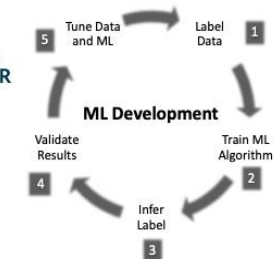 5
Tune Data
and ML
Label
Data
1
R
ML Development
Validate
Results
4
Train ML
Algorithm
2
Infer
Label
3